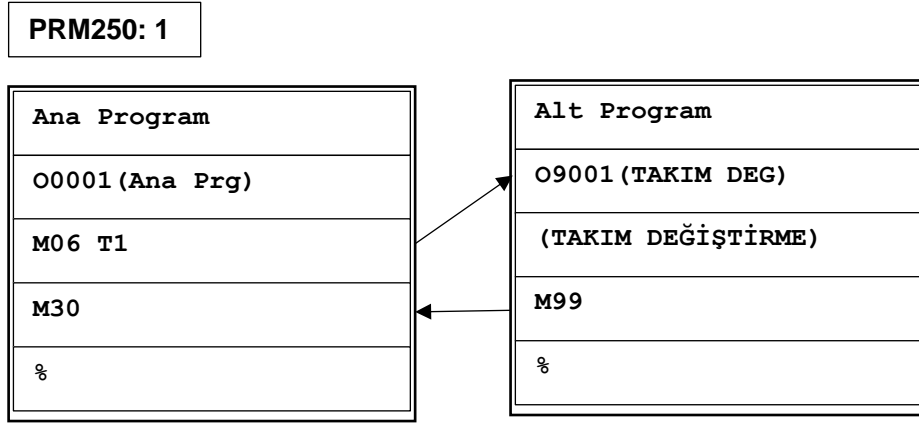 PRM250: 1
Ana Program
O0001(Ana Prg)
M06 T1
M30
%
Alt Program
O9001(TAKIM DEG)
(TAKIM DEĞİŞTİRME)
M99
%